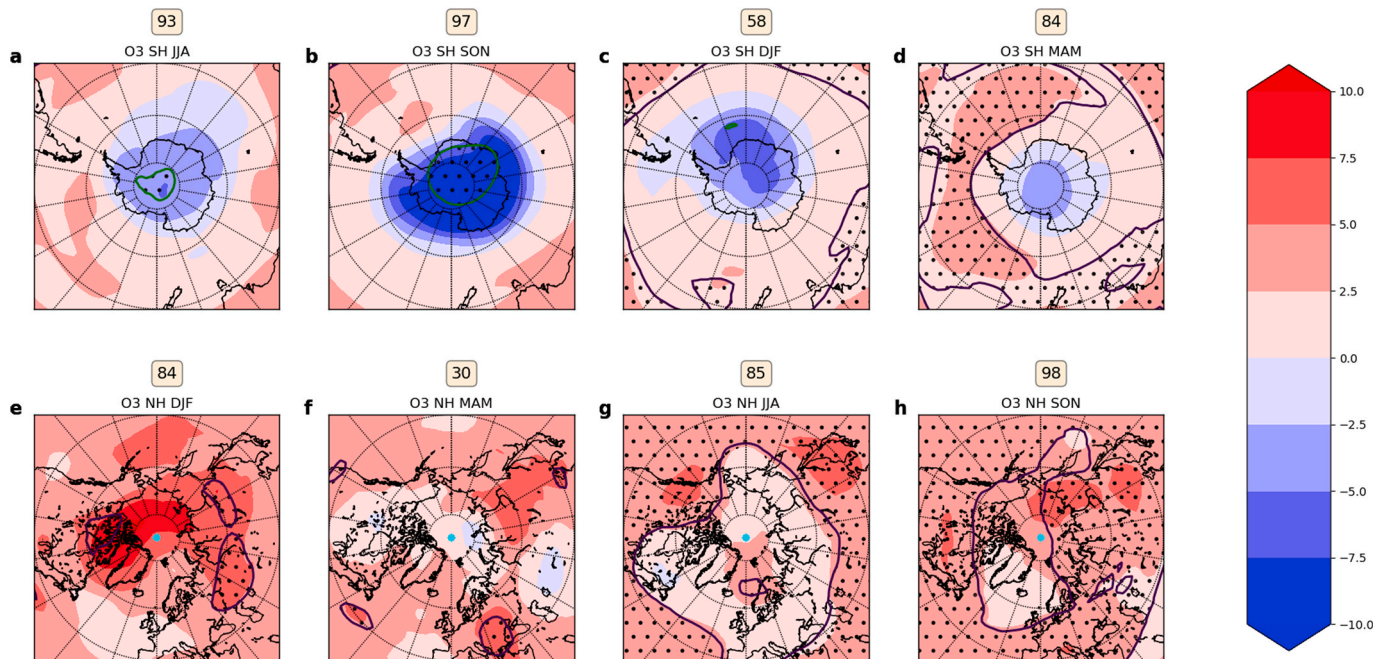 93
97
58
84
a
O3 SH JJA
b
O3 SH SON
c
O3 SH DJF
d
O3 SH MAM
10.0
7.5
5.0
2.5
0.0
−2.5
−5.0
−7.5
−10.0
84
30
85
98
e
O3 NH DJF
f
O3 NH MAM
g
O3 NH JJA
h
O3 NH SON